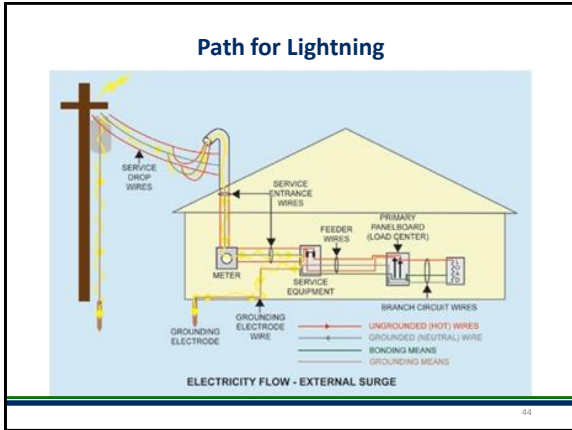 Path for Lightning
SERVICE
DROP
WIRES
SERVICE
ENTRANCE
WIRES
FEEDER
WIRES
PRIMARY
PANELBOARD
(LOAD CENTER)
METER
SERVICE
EQUIPMENT
BRANCH CIRCUIT WIRES
GROUNDING
ELECTRODE
GROUNDING
ELECTRODE
WIRE
UNGROUNDED (HOT) WIRES
GROUNDED (NEUTRAL) WIRE
BONDING MEANS
GROUNDING MEANS
ELECTRICITY FLOW - EXTERNAL SURGE
44